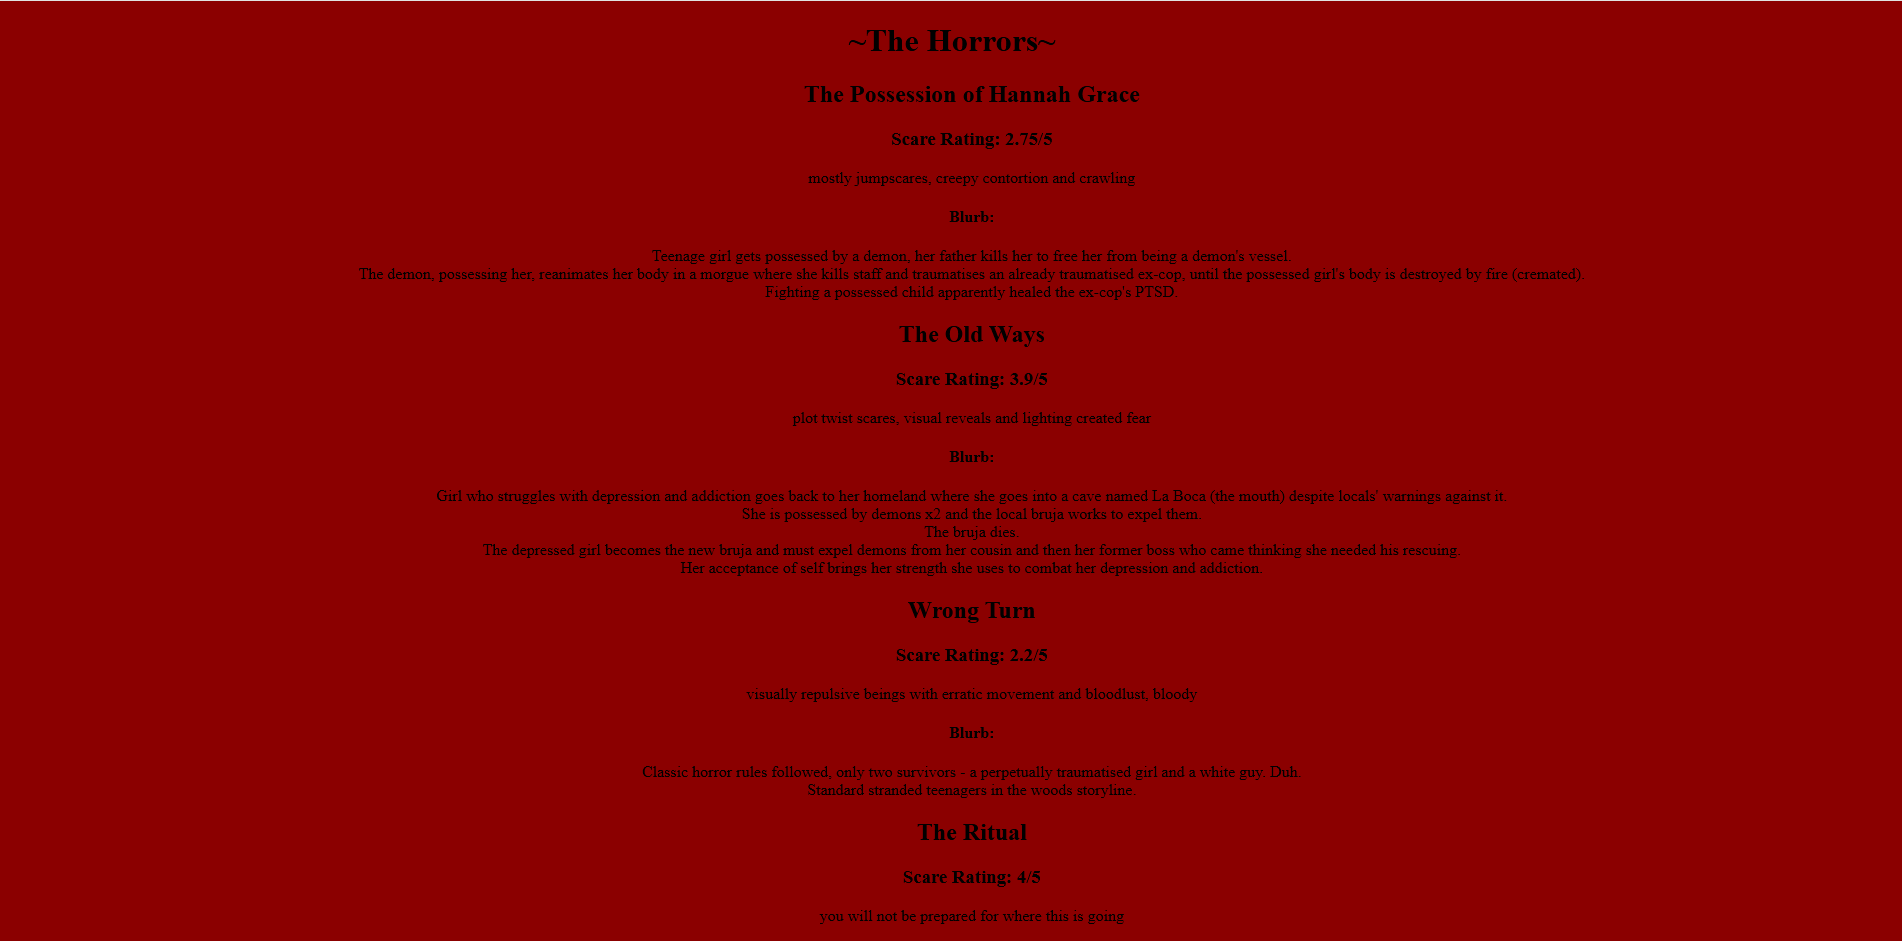 ~The Horrors~
The Possession of Hannah Grace
Scare Rating: 2.75/5
mostly jumpscares, creepy contortion and crawling
Blurb:
Teenage girl gets possessed by a demon, her father kills her to free her from being a demon's vessel.
The demon, possessing her, reanimates her body in a morgue where she kills staff and traumatises an already traumatised ex-cop, until the possessed girl's body is destroyed by fire (cremated).
Fighting a possessed child apparently healed the ex-cop's PTSD.
The Old Ways
Scare Rating: 3.9/5
plot twist scares, visual reveals and lighting created fear
Blurb:
Girl who struggles with depression and addiction goes back to her homeland where she goes into a cave named La Boca (the mouth) despite locals' warnings against it.
She is possessed by demons x2 and the local bruja works to expel them.
The bruja dies.
The depressed girl becomes the new bruja and must expel demons from her cousin and then her former boss who came thinking she needed his rescuing.
Her acceptance of self brings her strength she uses to combat her depression and addiction.
Wrong Turn
Scare Rating: 2.2/5
visually repulsive beings with erratic movement and bloodlust, bloody
Blurb:
Classic horror rules followed, only two survivors - a perpetually traumatised girl and a white guy. Duh.
Standard stranded teenagers in the woods storyline.
The Ritual
Scare Rating: 4/5
you will not be prepared for where this is going